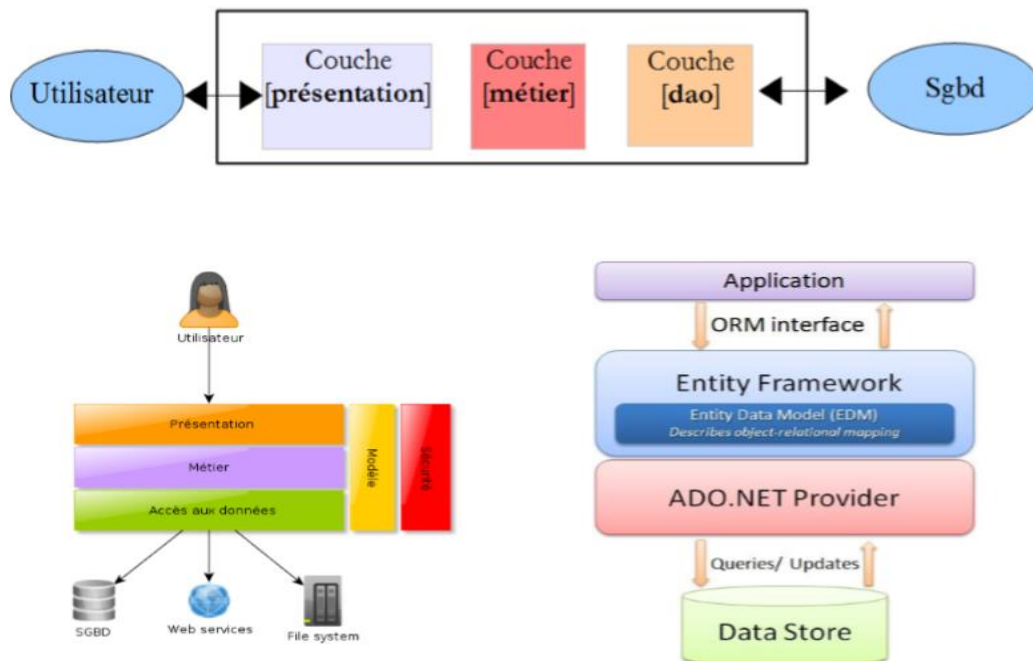 Utilisateur
Couche
[présentation]
Couche
[métier]
Couche
[dao]
Sgbd
Utilisateur
Présentation
Métier
Accès aux données
Modèle
Sécurité
SGBD
Web services
File system
Application
ORM interface
Entity Framework
Entity Data Model (EDM)
Describes object-relational mapping
ADO.NET Provider
Queries/ Updates
Data Store